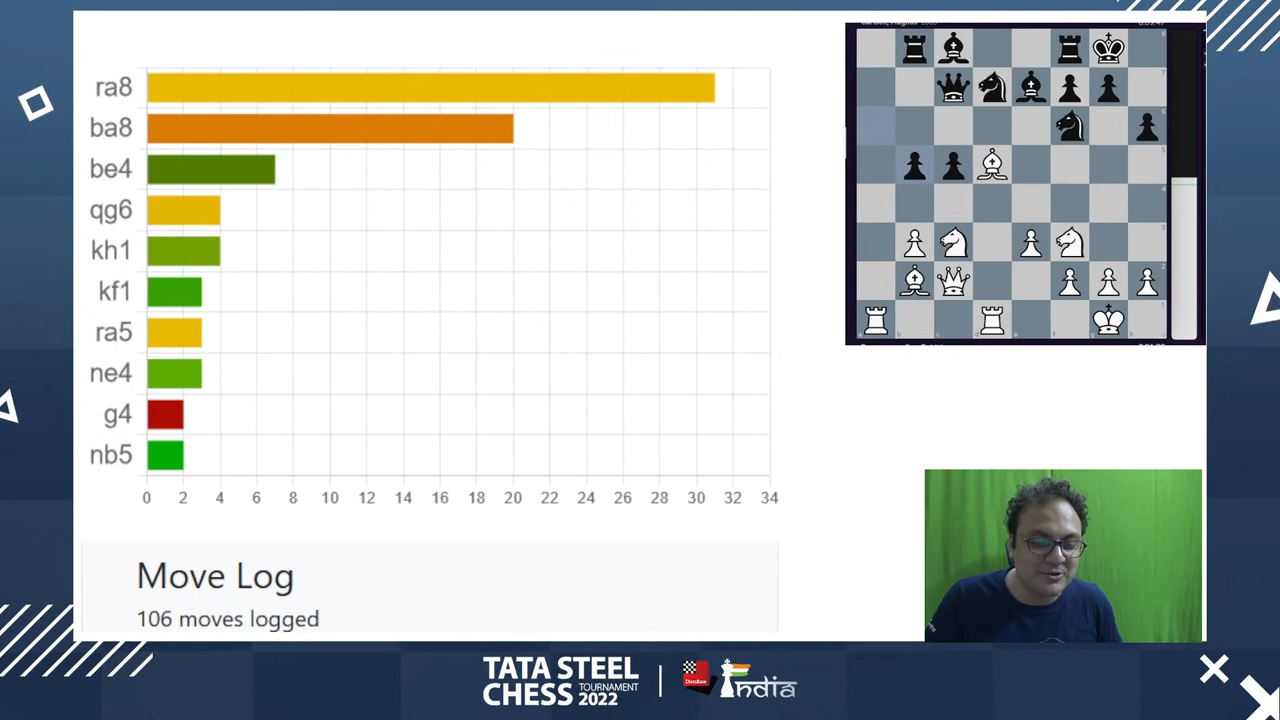 ra8
ba8
be4
qg6
kh1
kf1
ra5
ne4
g4
nb5
0 2 4 6 8 10 12 14 16 18 20 22 24 26 28 30 32 34
Move Log
106 moves logged
TATA STEEL
CHESS TOURNAMENT 2022
ChessBase
India